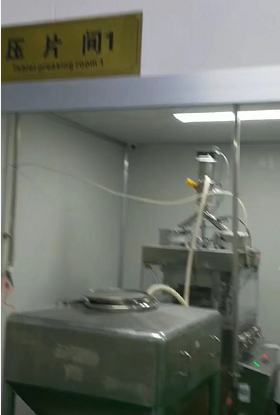 压片间1
Tablet pressing room 1